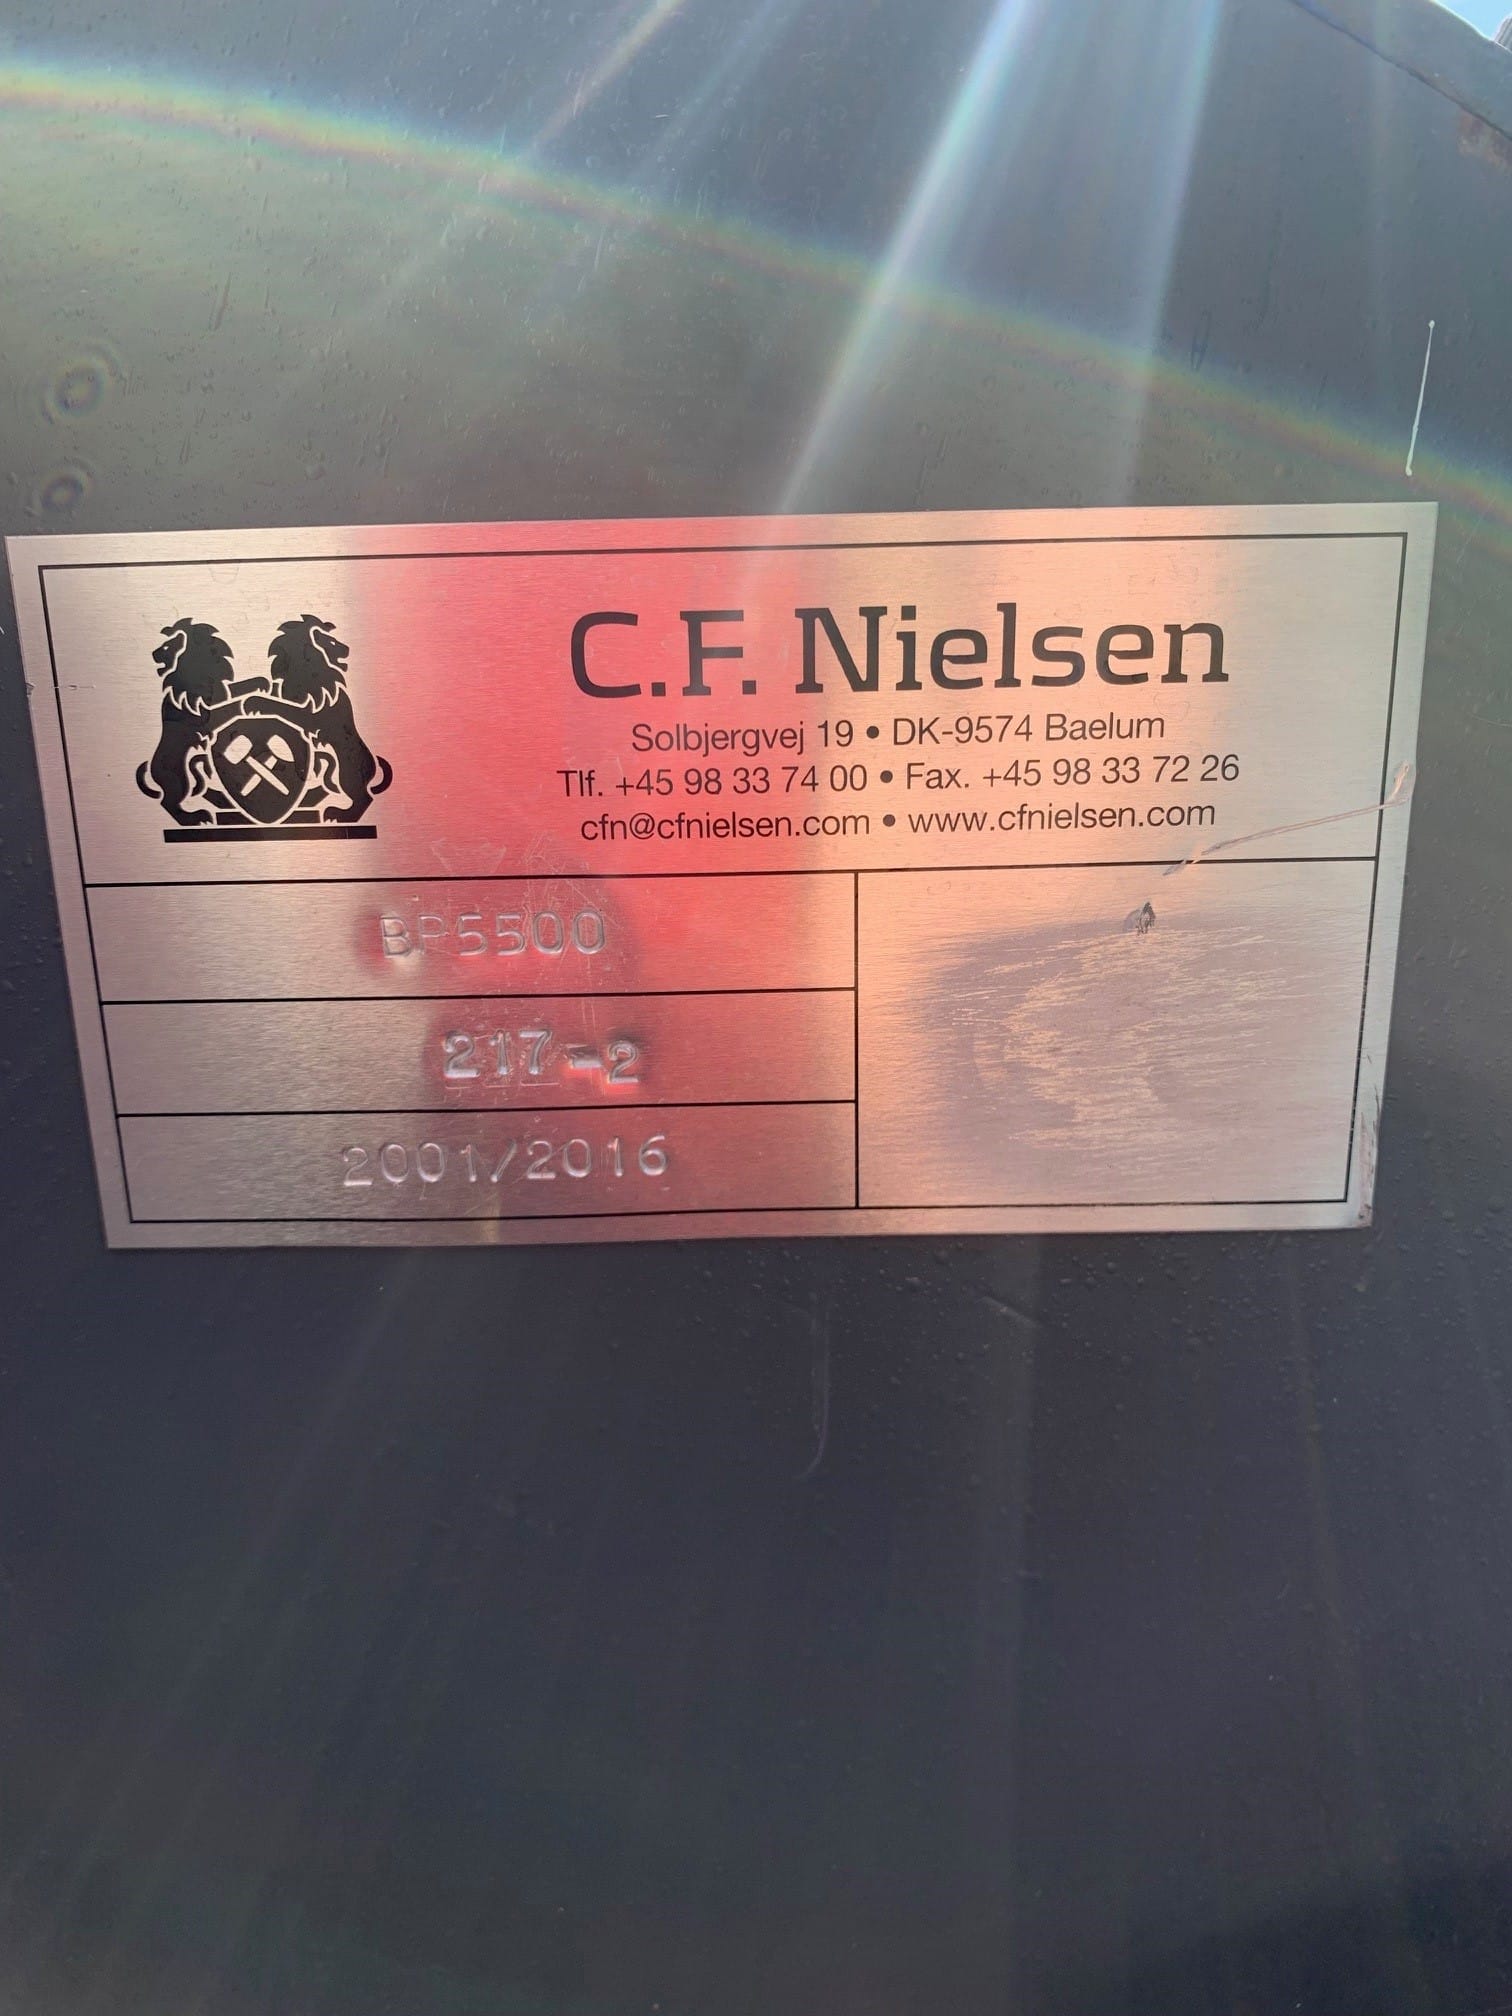 C.F. Nielsen
Solbjergvej 19 • DK-9574 Baelum
Tlf. +45 98 33 74 00 • Fax. +45 98 33 72 26
cfn@cfnielsen.com • www.cfnielsen.com
BP5500
217-2
2001/2016